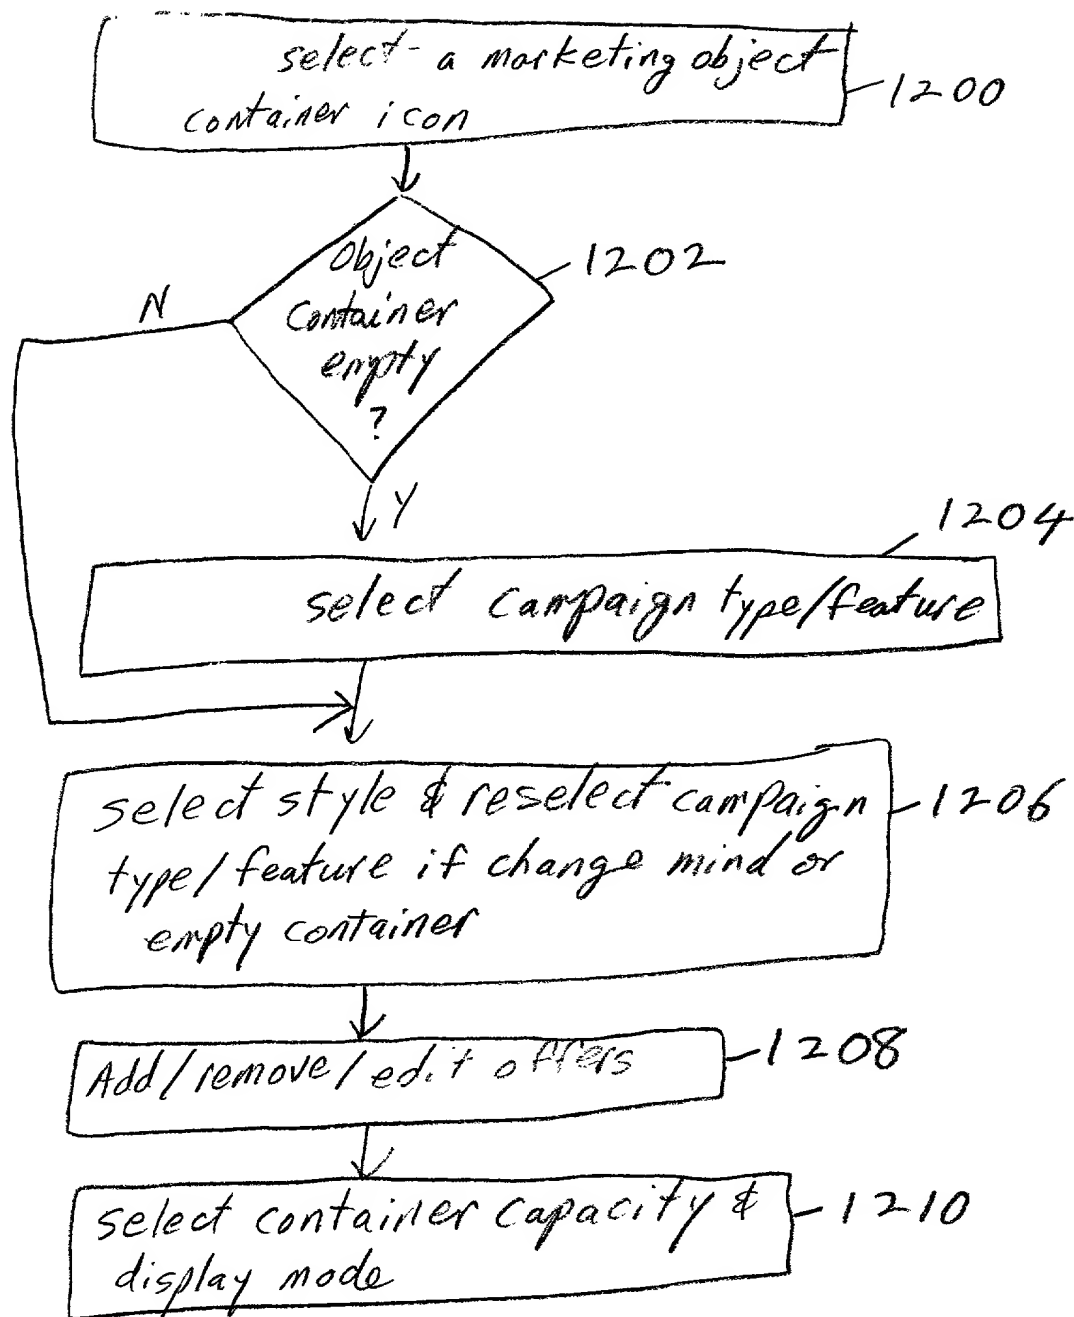 select a marketing object
container icon
1200
Object
container
empty
?
1202
N
Y
1204
select campaign type/feature
select style & reselect campaign
type/feature if change mind or
empty container
1206
Add/remove/edit offers
1208
select container capacity &
display mode
1210